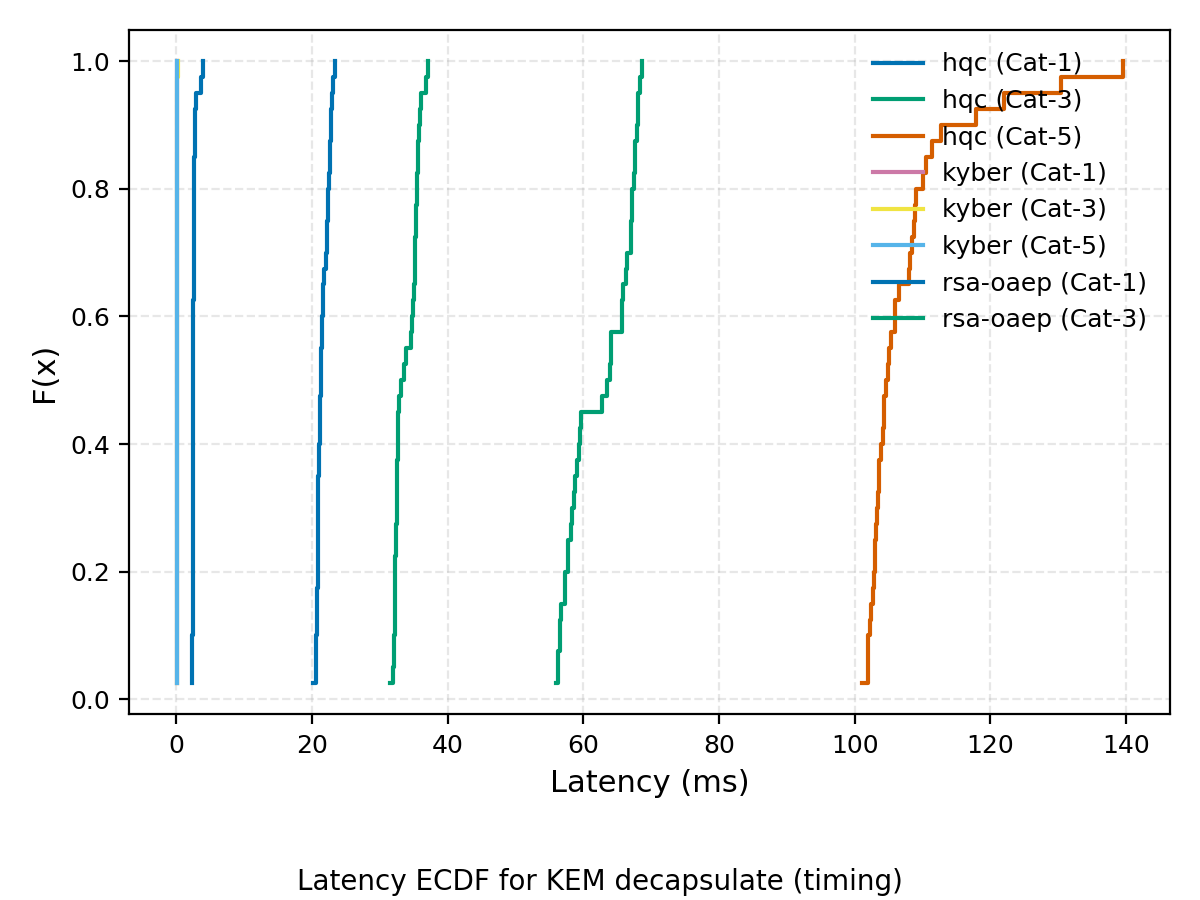 1.0
0.8
0.6
0.4
0.2
0.0
F(x)
hqc (Cat-1)
hqc (Cat-3)
hqc (Cat-5)
kyber (Cat-1)
kyber (Cat-3)
kyber (Cat-5)
rsa-oaep (Cat-1)
rsa-oaep (Cat-3)
0 20 40 60 80 100 120 140
Latency (ms)
Latency ECDF for KEM decapsulate (timing)